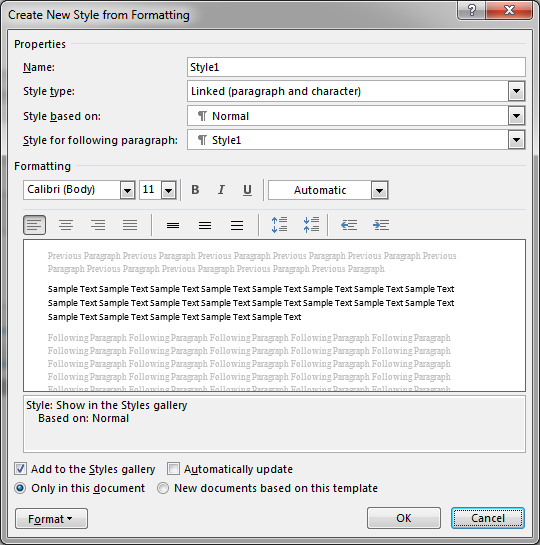 Create New Style from Formatting
Properties
Name: Style1
Style type: Linked (paragraph and character)
Style based on: ¶ Normal
Style for following paragraph: ¶ Style1
Formatting
Calibri (Body) 11 B I U Automatic
Previous Paragraph Previous Paragraph Previous Paragraph Previous Paragraph Previous Paragraph Previous
Paragraph Previous Paragraph Previous Paragraph Previous Paragraph Previous Paragraph
Sample Text Sample Text Sample Text Sample Text Sample Text Sample Text Sample Text Sample Text
Sample Text Sample Text Sample Text Sample Text Sample Text Sample Text Sample Text Sample Text
Sample Text Sample Text Sample Text Sample Text Sample Text
Following Paragraph Following Paragraph Following Paragraph Following Paragraph Following Paragraph
Following Paragraph Following Paragraph Following Paragraph Following Paragraph Following Paragraph
Following Paragraph Following Paragraph Following Paragraph Following Paragraph Following Paragraph
Following Paragraph Following Paragraph Following Paragraph Following Paragraph Following Paragraph
Following Paragraph Following Paragraph Following Paragraph Following Paragraph Following Paragraph
Style: Show in the Styles gallery
Based on: Normal
Add to the Styles gallery Automatically update
Only in this document New documents based on this template
Format OK Cancel